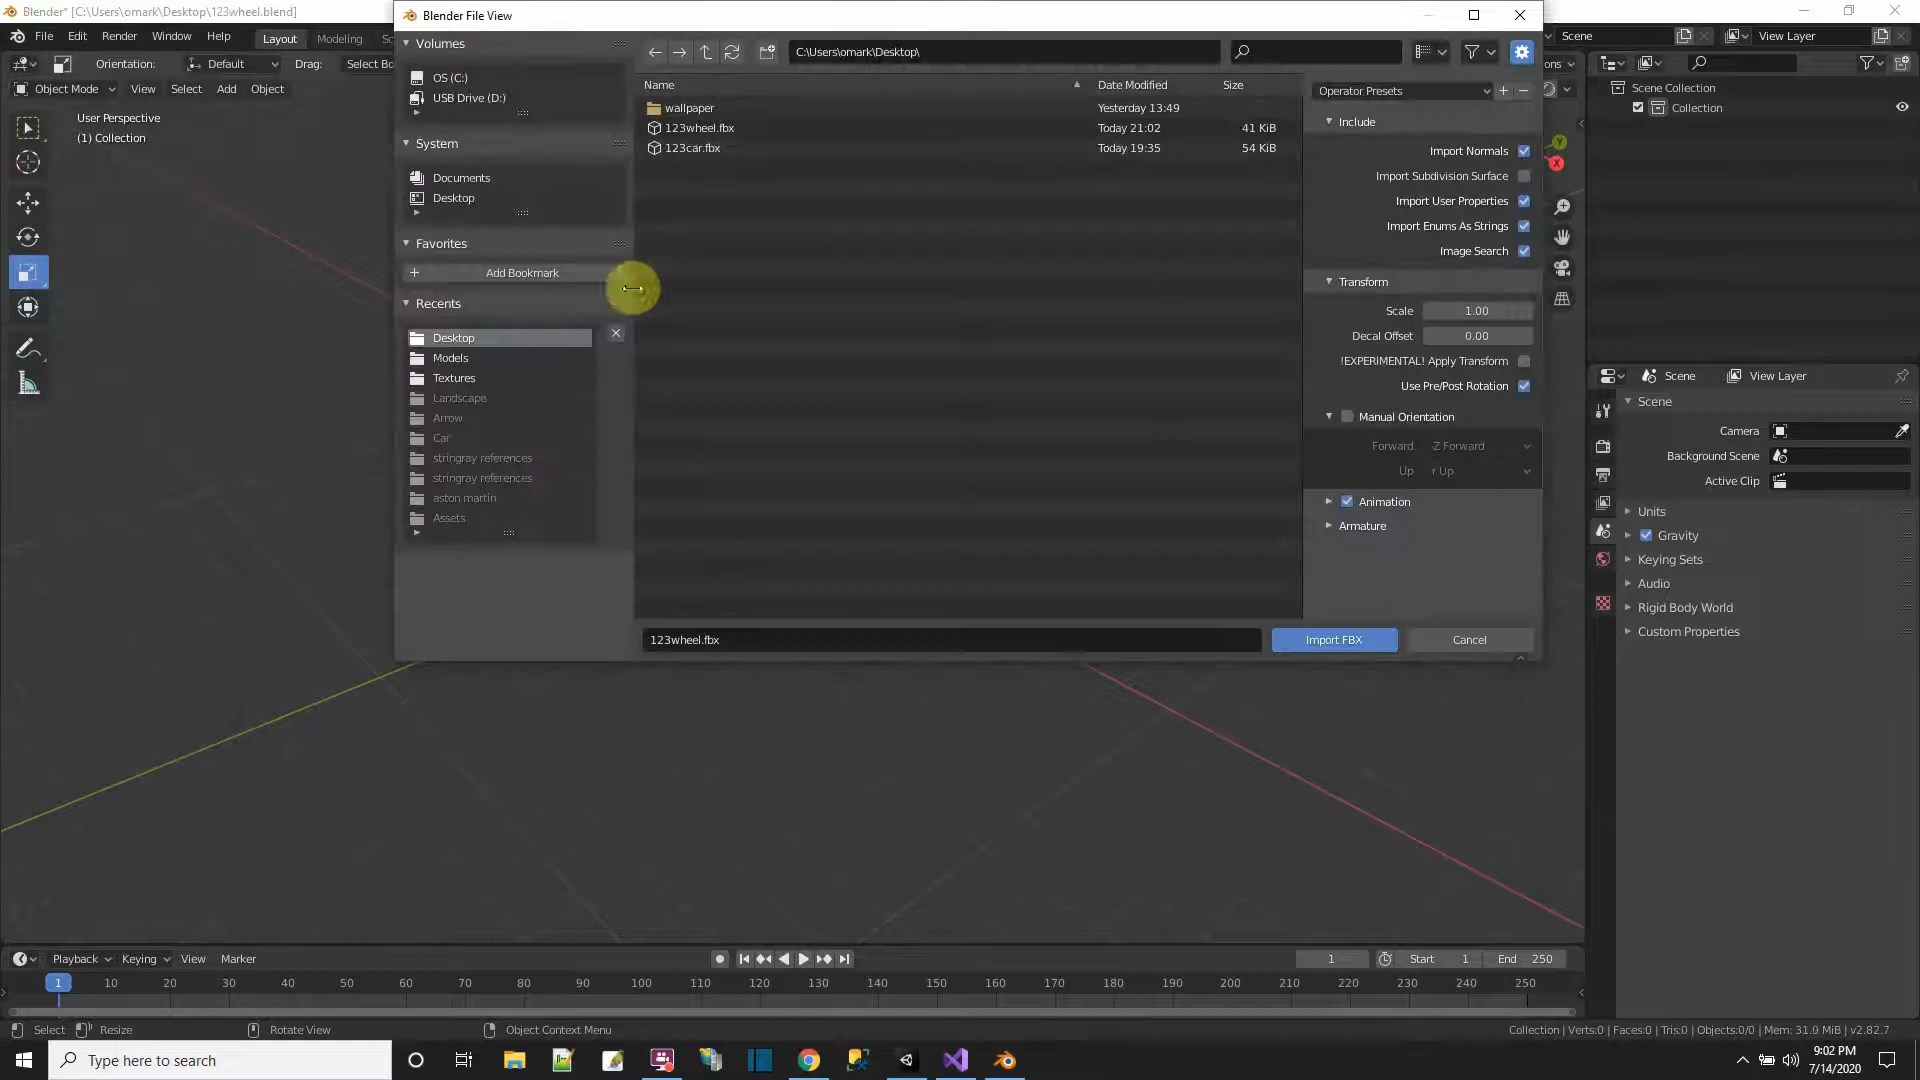 Blender* [C:\Users\omark\Desktop\123wheel.blend]
Blender File View
File Edit Render Window Help Layout Modeling
Scene View Layer
Orientation: Default Drag: Select Bo
Object Mode View Select Add Object
User Perspective
(1) Collection
Volumes
OS (C:)
USB Drive (D:)
System
Documents
Desktop
Favorites
Add Bookmark
Recents
Desktop
Models
Textures
Landscape
Arrow
Car
stringray references
stringray references
aston martin
Assets
C:\Users\omark\Desktop\
Name Date Modified Size
wallpaper Yesterday 13:49
123wheel.fbx Today 21:02 41 KiB
123car.fbx Today 19:35 54 KiB
123wheel.fbx Import FBX Cancel
Operator Presets
Include
Import Normals
Import Subdivision Surface
Import User Properties
Import Enums As Strings
Image Search
Transform
Scale 1.00
Decal Offset 0.00
!EXPERIMENTAL! Apply Transform
Use Pre/Post Rotation
Manual Orientation
Forward Z Forward
Up Up
Animation
Armature
ons
Y
X
Scene Collection
Collection
Scene View Layer
Scene
Camera
Background Scene
Active Clip
Units
Gravity
Keying Sets
Audio
Rigid Body World
Custom Properties
Playback Keying View Marker 1 Start 1 End 250
1 10 20 30 40 50 60 70 80 90 100 110 120 130 140 150 160 170 180 190 200 210 220 230 240 250
Select Resize Rotate View Object Context Menu Collection | Verts:0 | Faces:0 | Tris:0 | Objects:0/0 | Mem: 31.9 MiB | v2.82.7
Type here to search
9:02 PM
7/14/2020